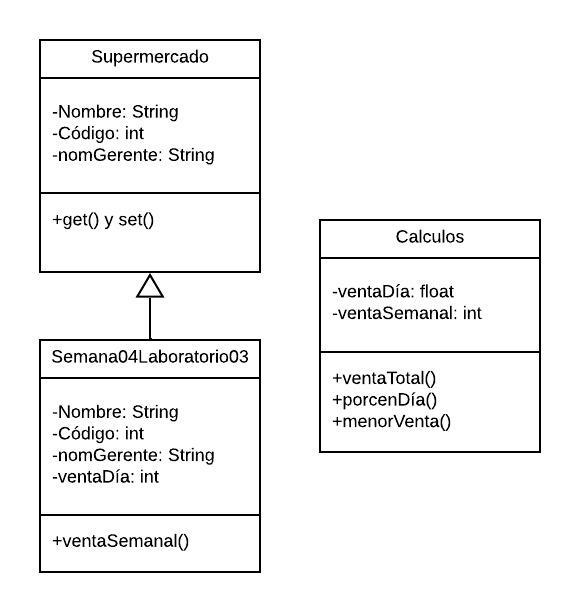 Supermercado
-Nombre: String
-Código: int
-nomGerente: String
+get() y set()
Semana04Laboratorio03
-Nombre: String
-Código: int
-nomGerente: String
-ventaDía: int
+ventaSemanal()
Calculos
-ventaDía: float
-ventaSemanal: int
+ventaTotal()
+porcenDía()
+menorVenta()